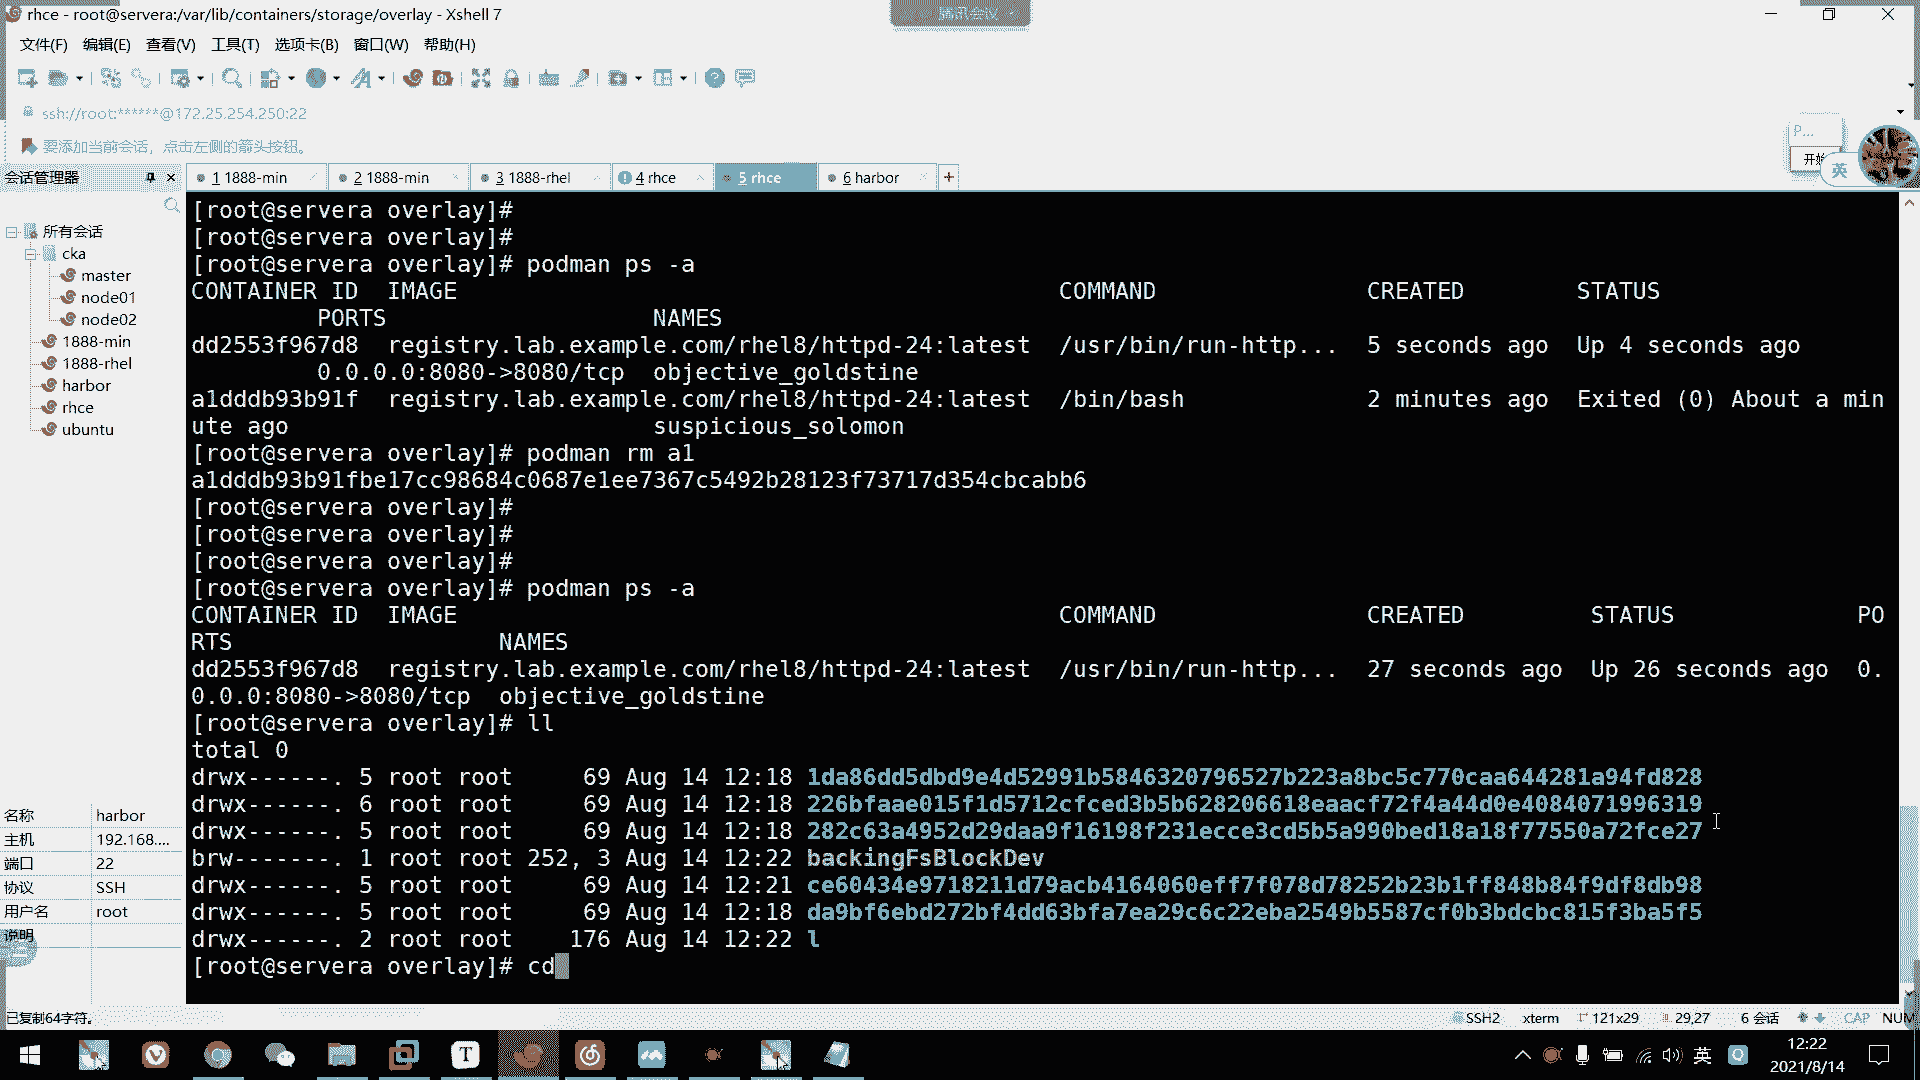 rhce - root@servera:/var/lib/containers/storage/overlay - Xshell 7
腾讯会议
文件(F) 编辑(E) 查看(V) 工具(T) 选项卡(B) 窗口(W) 帮助(H)
ssh://root:******@172.25.254.250:22
要添加当前会话，点击左侧的箭头按钮。
P...
开始
英
会话管理器
1 1888-min
2 1888-min
3 1888-rhel
4 rhce
5 rhce
6 harbor
所有会话
cka
master
node01
node02
1888-min
1888-rhel
harbor
rhce
ubuntu
名称 harbor
主机 192.168....
端口 22
协议 SSH
用户名 root
说明
[root@servera overlay]#
[root@servera overlay]#
[root@servera overlay]# podman ps -a
CONTAINER ID  IMAGE                                           COMMAND               CREATED        STATUS
         PORTS                   NAMES
dd2553f967d8  registry.lab.example.com/rhel8/httpd-24:latest  /usr/bin/run-http...  5 seconds ago  Up 4 seconds ago
         0.0.0.0:8080->8080/tcp  objective_goldstine
a1dddb93b91f  registry.lab.example.com/rhel8/httpd-24:latest  /bin/bash             2 minutes ago  Exited (0) About a min
ute ago                          suspicious_solomon
[root@servera overlay]# podman rm a1
a1dddb93b91fbe17cc98684c0687e1ee7367c5492b28123f73717d354cbcabb6
[root@servera overlay]#
[root@servera overlay]#
[root@servera overlay]#
[root@servera overlay]# podman ps -a
CONTAINER ID  IMAGE                                           COMMAND               CREATED         STATUS             PO
RTS                   NAMES
dd2553f967d8  registry.lab.example.com/rhel8/httpd-24:latest  /usr/bin/run-http...  27 seconds ago  Up 26 seconds ago  0.
0.0.0:8080->8080/tcp  objective_goldstine
[root@servera overlay]# ll
total 0
drwx------. 5 root root     69 Aug 14 12:18 1da86dd5dbd9e4d52991b5846320796527b223a8bc5c770caa644281a94fd828
drwx------. 6 root root     69 Aug 14 12:18 226bfaae015f1d5712cfced3b5b628206618eaacf72f4a44d0e4084071996319
drwx------. 5 root root     69 Aug 14 12:18 282c63a4952d29daa9f16198f231ecce3cd5b5a990bed18a18f77550a72fce27
brw-------. 1 root root 252, 3 Aug 14 12:22 backingFsBlockDev
drwx------. 5 root root     69 Aug 14 12:21 ce60434e9718211d79acb4164060eff7f078d78252b23b1ff848b84f9df8db98
drwx------. 5 root root     69 Aug 14 12:18 da9bf6ebd272bf4dd63bfa7ea29c6c22eba2549b5587cf0b3bdcbc815f3ba5f5
drwx------. 2 root root    176 Aug 14 12:22 l
[root@servera overlay]# cd
已复制64字符。
SSH2 xterm 121x29 29,27 6 会话 CAP NUM
英
12:22
2021/8/14